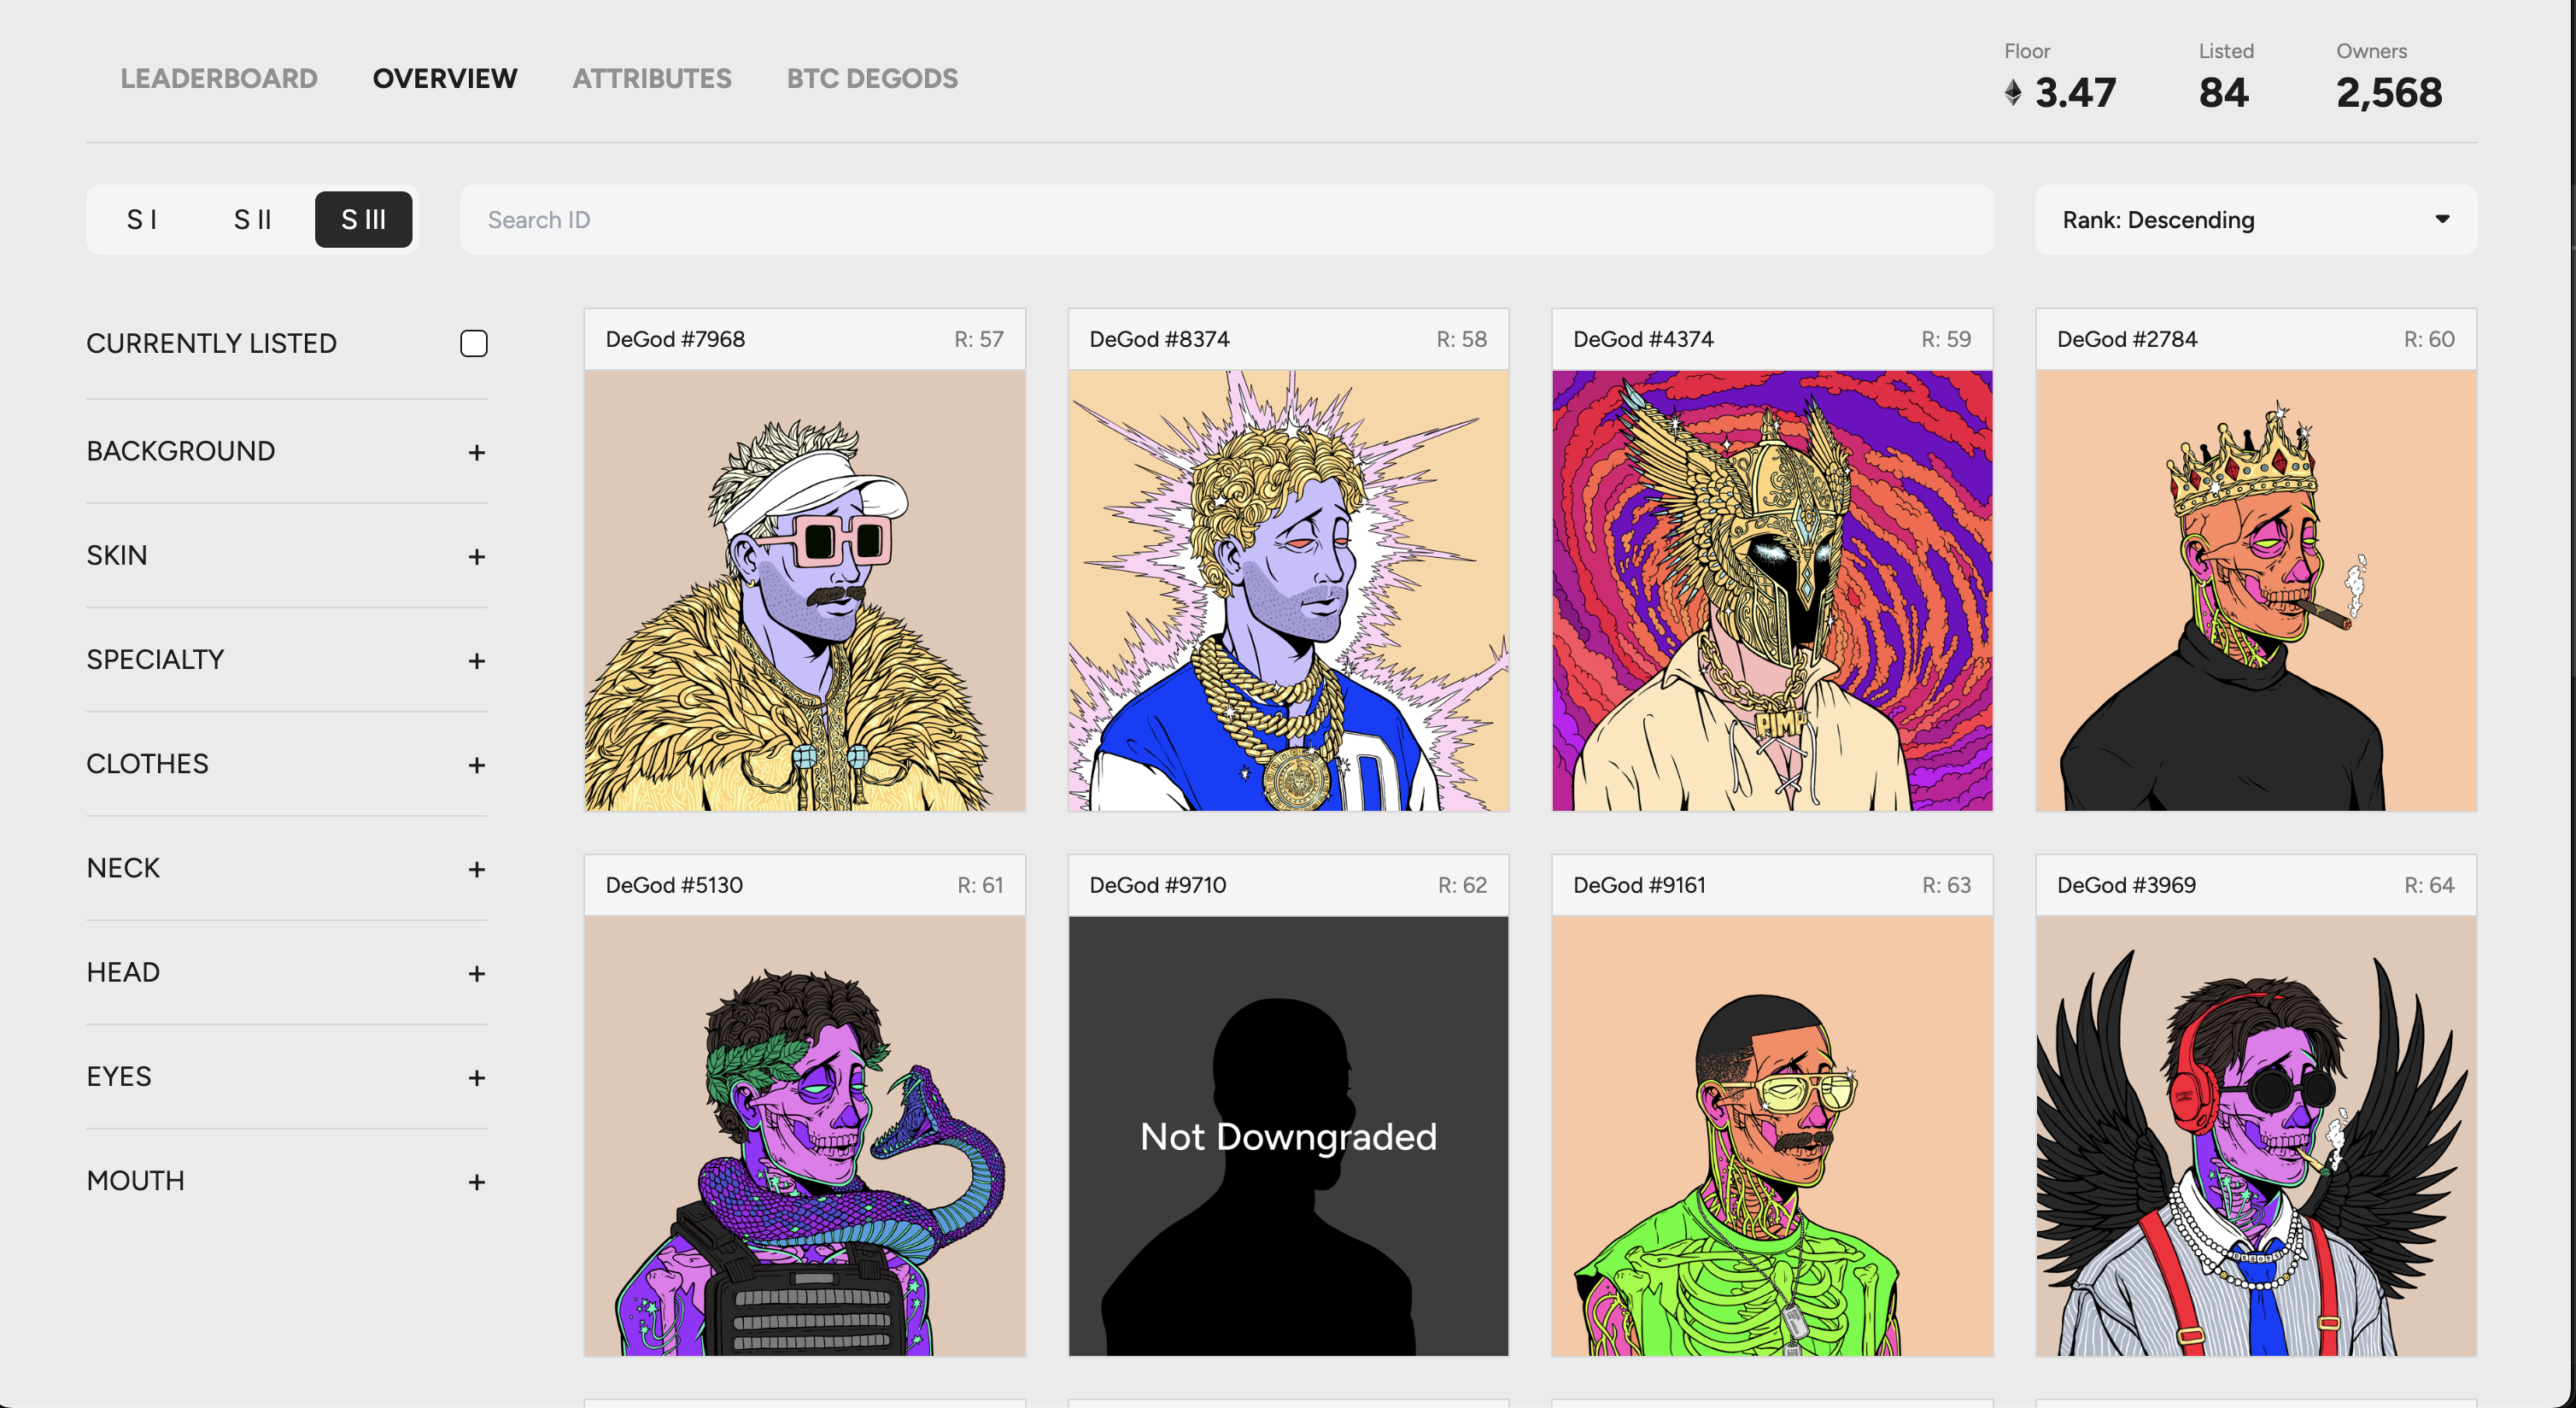 LEADERBOARD OVERVIEW ATTRIBUTES BTC DEGODS
Floor Listed Owners
3.47 84 2,568
S I S II S III
Search ID
Rank: Descending
CURRENTLY LISTED
BACKGROUND +
SKIN +
SPECIALTY +
CLOTHES +
NECK +
HEAD +
EYES +
MOUTH +
DeGod #7968 R: 57
DeGod #8374 R: 58
DeGod #4374 R: 59
PIMP
DeGod #2784 R: 60
DeGod #5130 R: 61
DeGod #9710 R: 62
Not Downgraded
DeGod #9161 R: 63
DeGod #3969 R: 64